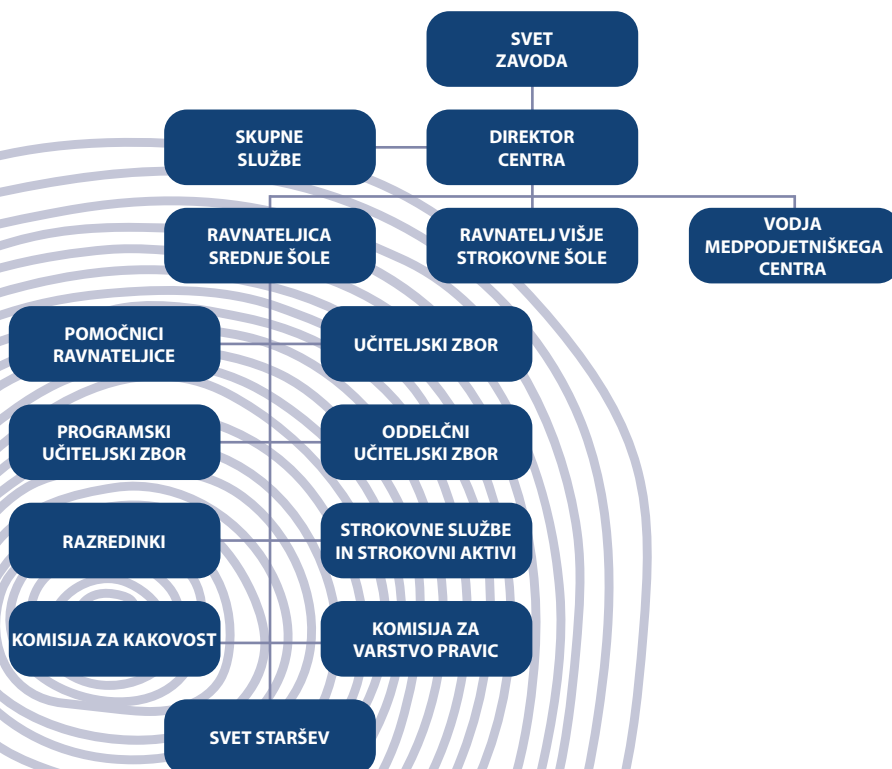 SVET
ZAVODA
SKUPNE
SLUŽBE
DIREKTOR
CENTRA
RAVNATELJICA
SREDNJE ŠOLE
RAVNATELJ VIŠJE
STROKOVNE ŠOLE
VODJA
MEDPODJETNIŠKEGA
CENTRA
POMOČNICI
RAVNATELJICE
UČITELJSKI ZBOR
PROGRAMSKI
UČITELJSKI ZBOR
ODDELČNI
UČITELJSKI ZBOR
RAZREDINKI
STROKOVNE SLUŽBE
IN STROKOVNI AKTIVI
KOMISIJA ZA KAKOVOST
KOMISIJA ZA
VARSTVO PRAVIC
SVET STARŠEV